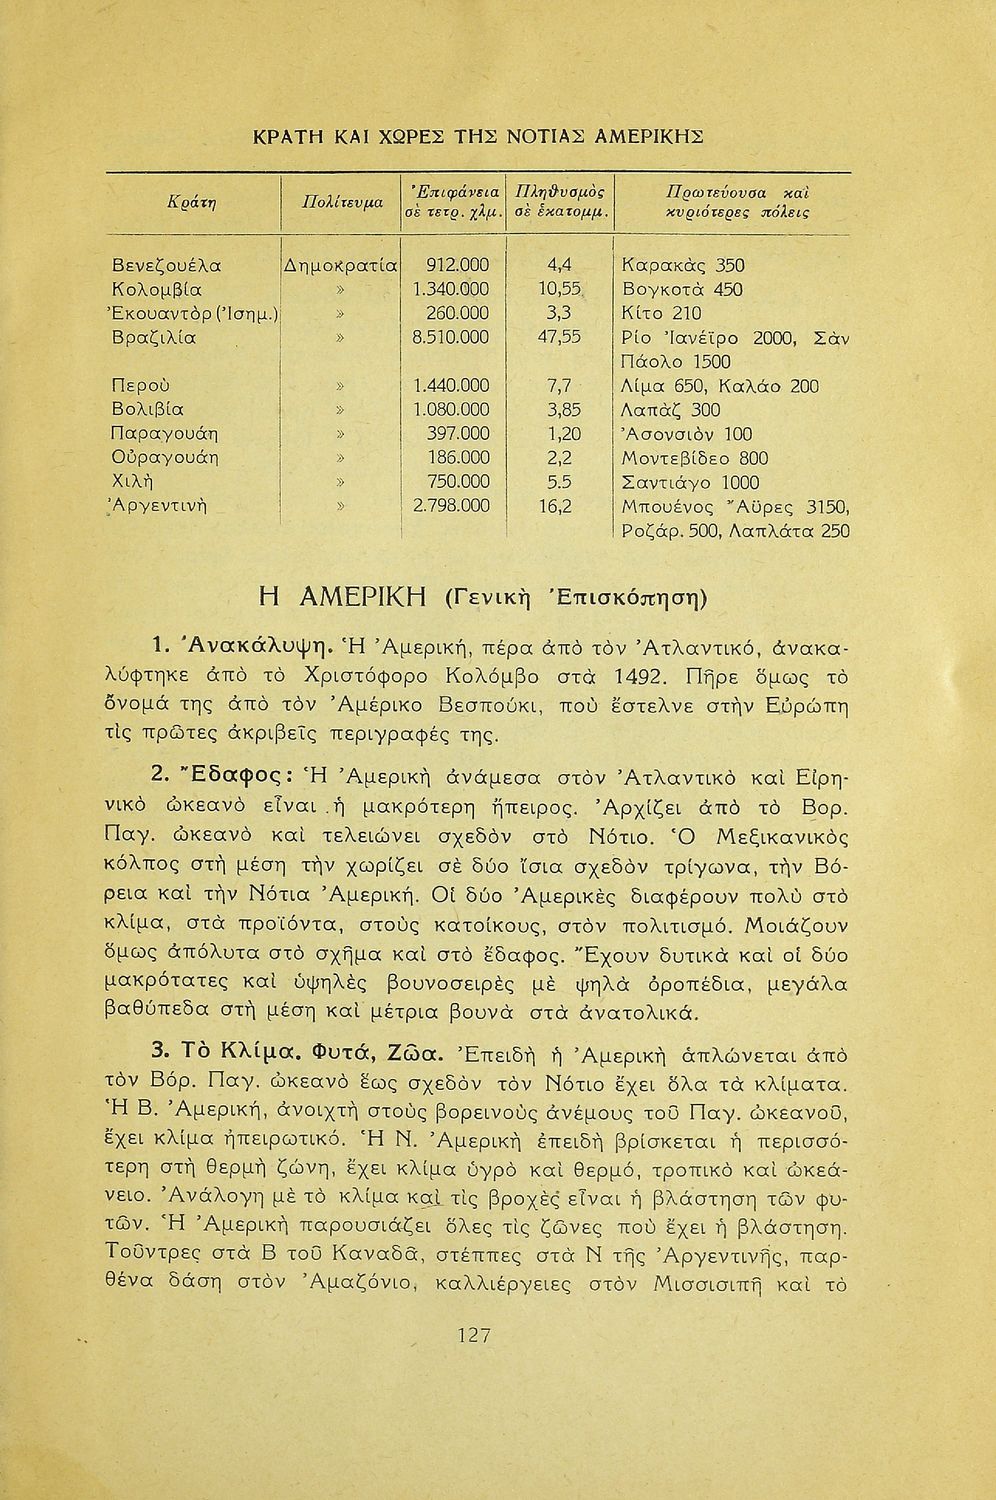 ΚΡΑΤΗ ΚΑΙ ΧΩΡΕΣ ΤΗΣ ΝΟΤΙΑΣ ΑΜΕΡΙΚΗΣ
Κράτη Πολίτευμα Ἐπιφάνεια σὲ τετρ. χλμ. Πληθυσμὸς σὲ ἑκατομμ. Πρωτεύουσα καὶ κυριότερες πόλεις
Βενεζουέλα Δημοκρατία 912.000 4,4 Καρακὰς 350
Κολομβία » 1.340.000 10,55 Βογκοτὰ 450
Ἐκουαντὸρ (Ἰσημ.) » 260.000 3,3 Κίτο 210
Βραζιλία » 8.510.000 47,55 Ρίο Ἰανέϊρο 2000, Σὰν
Πάολο 1500
Περοὺ » 1.440.000 7,7 Λίμα 650, Καλάο 200
Βολιβία » 1.080.000 3,85 Λαπὰζ 300
Παραγουάη » 397.000 1,20 Ἀσονσιὸν 100
Οὐραγουάη » 186.000 2,2 Μοντεβίδεο 800
Χιλὴ » 750.000 5.5 Σαντιάγο 1000
Ἀργεντινὴ » 2.798.000 16,2 Μπουένος Ἄϋρες 3150,
Ροζάρ. 500, Λαπλάτα 250
Η ΑΜΕΡΙΚΗ (Γενικὴ Ἐπισκόπηση)
1. Ἀνακάλυψη. Ἡ Ἀμερική, πέρα ἀπὸ τὸν Ἀτλαντικό, ἀνακα-
λύφτηκε ἀπὸ τὸ Χριστόφορο Κολόμβο στὰ 1492. Πῆρε ὅμως τὸ
ὄνομά της ἀπὸ τὸν Ἀμέρικο Βεσπούκι, ποὺ ἔστελνε στὴν Εὐρώπη
τὶς πρῶτες ἀκριβεῖς περιγραφές της.
2. Ἔδαφος: Ἡ Ἀμερικὴ ἀνάμεσα στὸν Ἀτλαντικὸ καὶ Εἰρη-
νικὸ ὠκεανὸ εἶναι ἡ μακρότερη ἤπειρος. Ἀρχίζει ἀπὸ τὸ Βορ.
Παγ. ὠκεανὸ καὶ τελειώνει σχεδὸν στὸ Νότιο. Ὁ Μεξικανικὸς
κόλπος στὴ μέση τὴν χωρίζει σὲ δύο ἴσια σχεδὸν τρίγωνα, τὴν Βό-
ρεια καὶ τὴν Νότια Ἀμερική. Οἱ δύο Ἀμερικὲς διαφέρουν πολὺ στὸ
κλίμα, στὰ προϊόντα, στοὺς κατοίκους, στὸν πολιτισμό. Μοιάζουν
ὅμως ἀπόλυτα στὸ σχῆμα καὶ στὸ ἔδαφος. Ἔχουν δυτικὰ καὶ οἱ δύο
μακρότατες καὶ ὑψηλὲς βουνοσειρὲς μὲ ψηλὰ ὀροπέδια, μεγάλα
βαθύπεδα στὴ μέση καὶ μέτρια βουνὰ στὰ ἀνατολικά.
3. Τὸ Κλίμα. Φυτά, Ζῶα. Ἐπειδὴ ἡ Ἀμερικὴ ἁπλώνεται ἀπὸ
τὸν Βόρ. Παγ. ὠκεανὸ ἕως σχεδὸν τὸν Νότιο ἔχει ὅλα τὰ κλίματα.
Ἡ Β. Ἀμερική, ἀνοιχτὴ στοὺς βορεινοὺς ἀνέμους τοῦ Παγ. ὠκεανοῦ,
ἔχει κλίμα ἠπειρωτικό. Ἡ Ν. Ἀμερικὴ ἐπειδὴ βρίσκεται ἡ περισσό-
τερη στὴ θερμὴ ζώνη, ἔχει κλίμα ὑγρὸ καὶ θερμό, τροπικὸ καὶ ὠκεά-
νειο. Ἀνάλογη μὲ τὸ κλίμα καὶ τὶς βροχὲς εἶναι ἡ βλάστηση τῶν φυ-
τῶν. Ἡ Ἀμερικὴ παρουσιάζει ὅλες τὶς ζῶνες ποὺ ἔχει ἡ βλάστηση.
Τοῦντρες στὰ Β τοῦ Καναδᾶ, στέππες στὰ Ν τῆς Ἀργεντινῆς, παρ-
θένα δάση στὸν Ἀμαζόνιο, καλλιέργειες στὸν Μισσισιπῆ καὶ τὸ
127